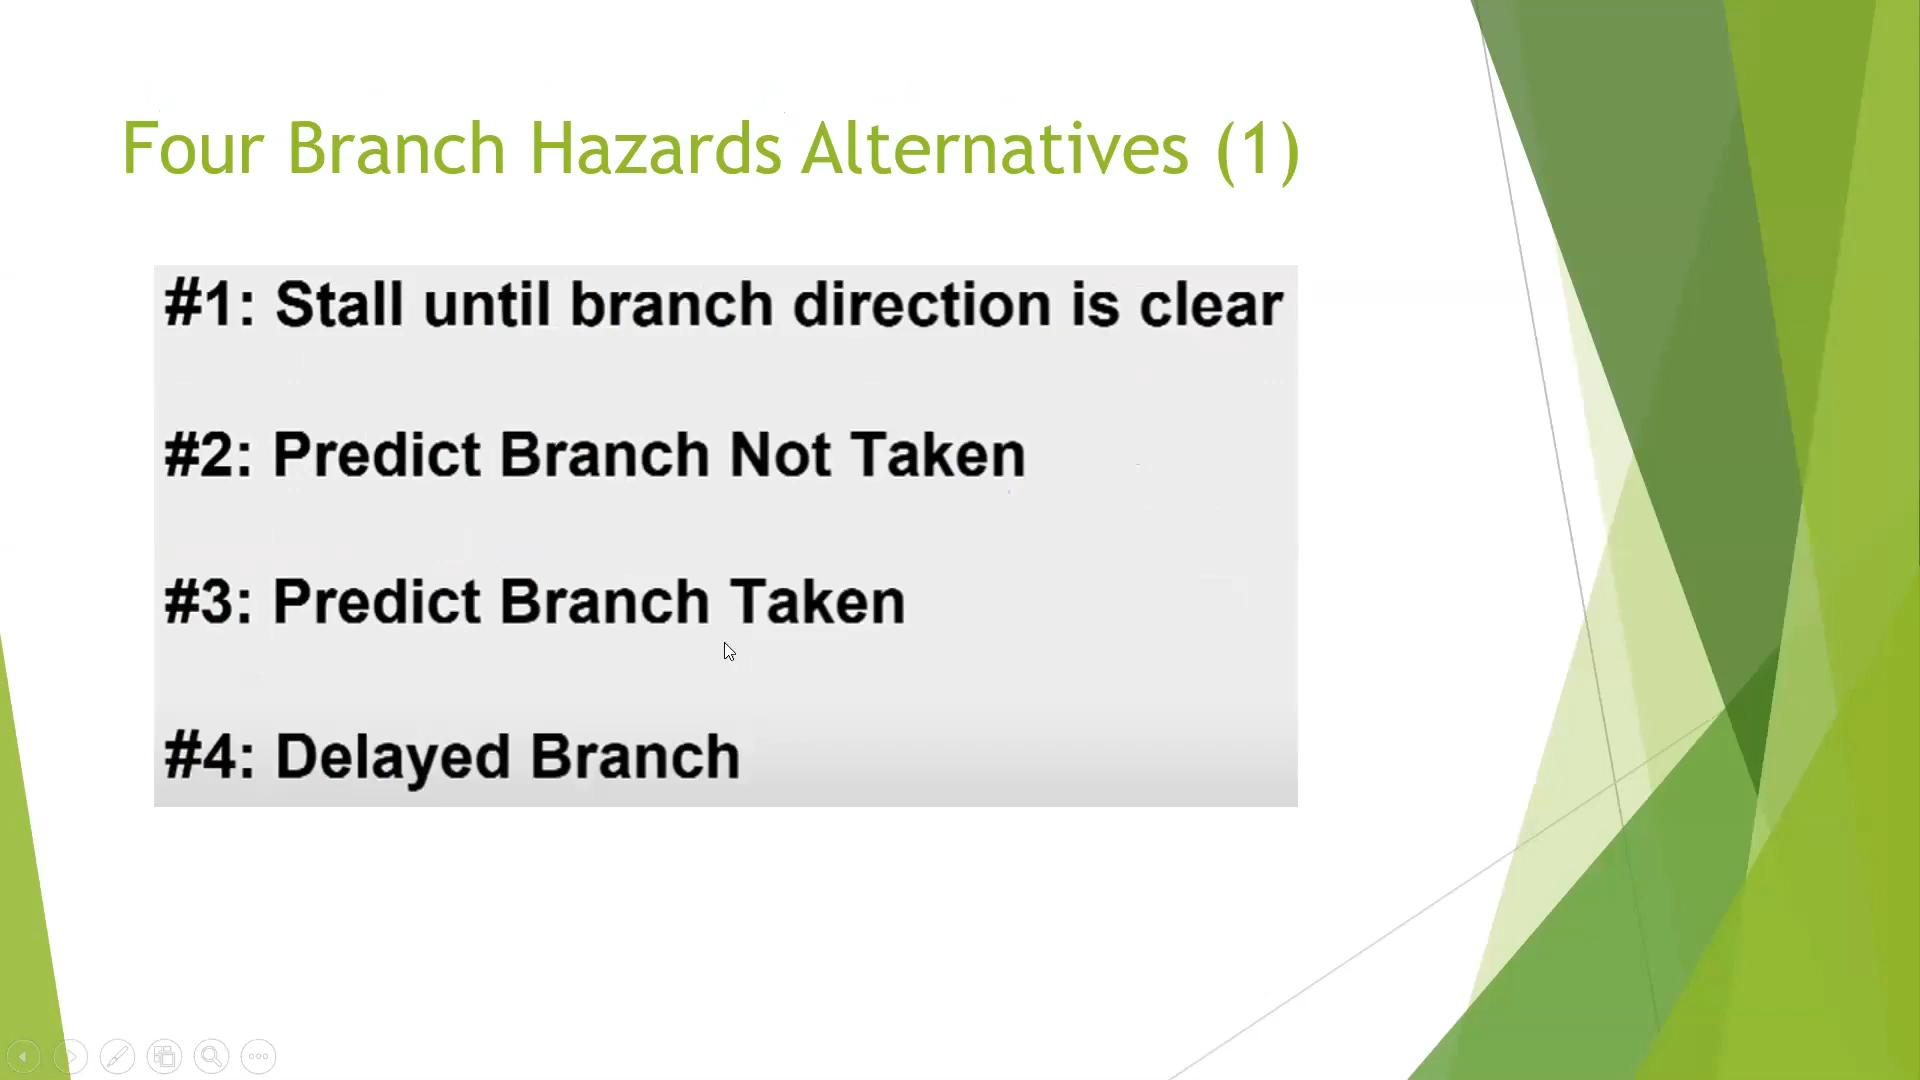 Four Branch Hazards Alternatives (1)
#1: Stall until branch direction is clear
#2: Predict Branch Not Taken
#3: Predict Branch Taken
#4: Delayed Branch